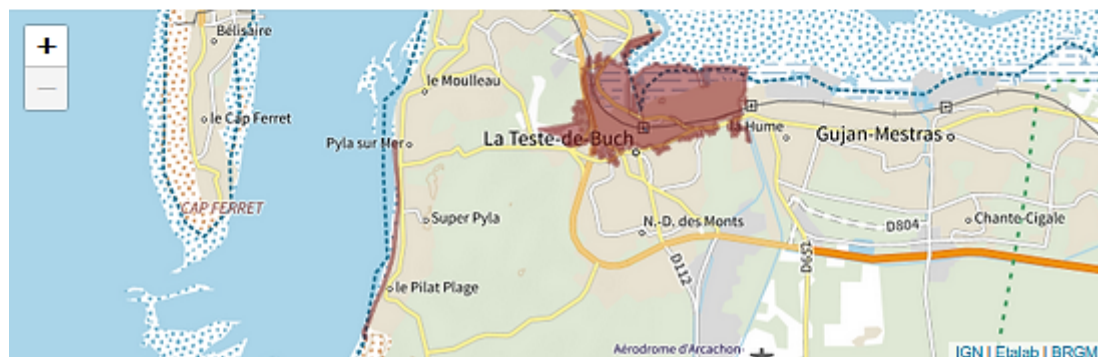 +
Bélisaire
−
le Moulleau
le Cap Ferret
la Hume
Pyla sur Mer
La Teste-de-Buch
Gujan-Mestras
CAP FERRET
Super Pyla
N.-D. des Monts
Chante-Cigale
D804
D652
D112
le Pilat Plage
Aérodrome d'Arcachon
IGN | Etalab | BRGM